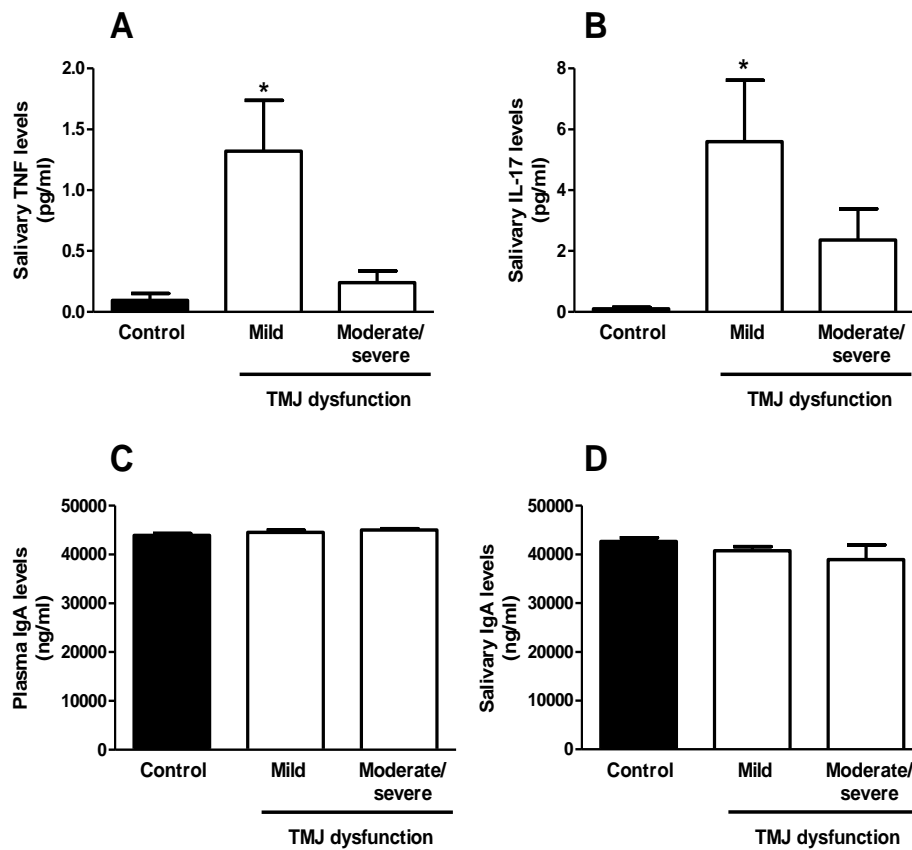 A
Salivary TNF levels
(pg/ml)
2.0
1.5
1.0
0.5
0.0
*
Control
Mild
Moderate/
severe
TMJ dysfunction
B
Salivary IL-17 levels
(pg/ml)
8
6
4
2
0
*
Control
Mild
Moderate/
severe
TMJ dysfunction
C
Plasma IgA levels
(ng/ml)
50000
40000
30000
20000
10000
0
Control
Mild
Moderate/
severe
TMJ dysfunction
D
Salivary IgA levels
(ng/ml)
50000
40000
30000
20000
10000
0
Control
Mild
Moderate/
severe
TMJ dysfunction